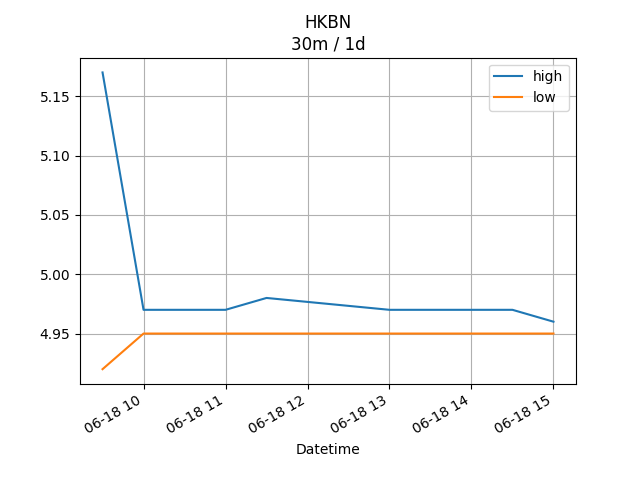 HKBN
30m / 1d
high
low
5.15
5.10
5.05
5.00
4.95
06-18 10
06-18 11
06-18 12
06-18 13
06-18 14
06-18 15
Datetime